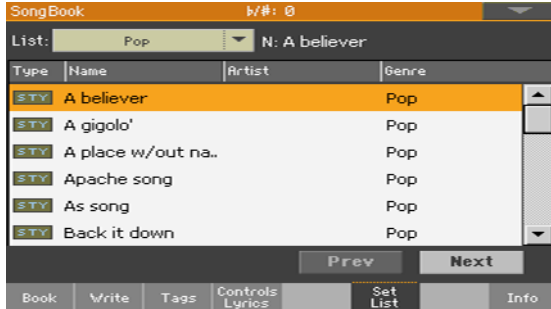 SongBook b/#: 0
List: Pop N: A believer
Type Name Artist Genre
STY A believer Pop
STY A gigolo' Pop
STY A place w/out na.. Pop
STY Apache song Pop
STY As song Pop
STY Back it down Pop
Prev Next
Book Write Tags Controls Lyrics Set List Info